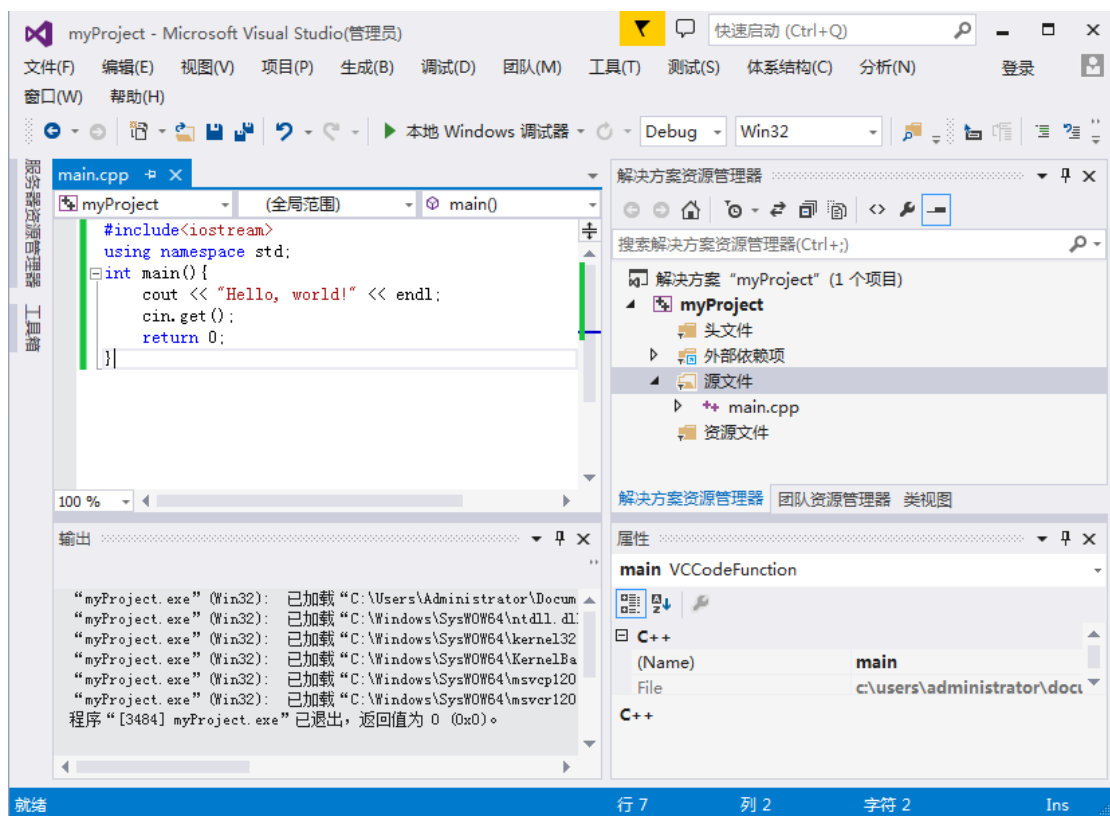 myProject - Microsoft Visual Studio(管理员)
快速启动 (Ctrl+Q)
文件(F) 编辑(E) 视图(V) 项目(P) 生成(B) 调试(D) 团队(M) 工具(T) 测试(S) 体系结构(C) 分析(N) 登录
窗口(W) 帮助(H)
本地 Windows 调试器 Debug Win32
服务器资源管理器
工具箱
main.cpp
myProject (全局范围) main()
#include<iostream>
using namespace std;
int main(){
cout << "Hello, world!" << endl;
cin.get();
return 0;
}
100 %
解决方案资源管理器
搜索解决方案资源管理器(Ctrl+;)
解决方案 "myProject" (1 个项目)
myProject
头文件
外部依赖项
源文件
++ main.cpp
资源文件
解决方案资源管理器 团队资源管理器 类视图
输出
“myProject.exe” (Win32): 已加载“C:\Users\Administrator\Docum
“myProject.exe” (Win32): 已加载“C:\Windows\SysWOW64\ntdll.dl
“myProject.exe” (Win32): 已加载“C:\Windows\SysWOW64\kernel32
“myProject.exe” (Win32): 已加载“C:\Windows\SysWOW64\KernelBa
“myProject.exe” (Win32): 已加载“C:\Windows\SysWOW64\msvcp120
“myProject.exe” (Win32): 已加载“C:\Windows\SysWOW64\msvcr120
程序“[3484] myProject.exe”已退出，返回值为 0 (0x0)。
属性
main VCCodeFunction
C++
(Name) main
File c:\users\administrator\docu
C++
就绪 行 7 列 2 字符 2 Ins